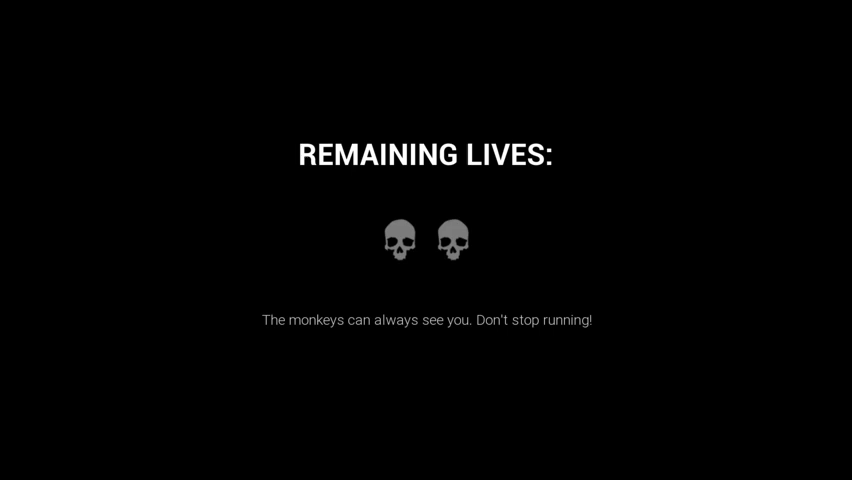 REMAINING LIVES:
The monkeys can always see you. Don't stop running!